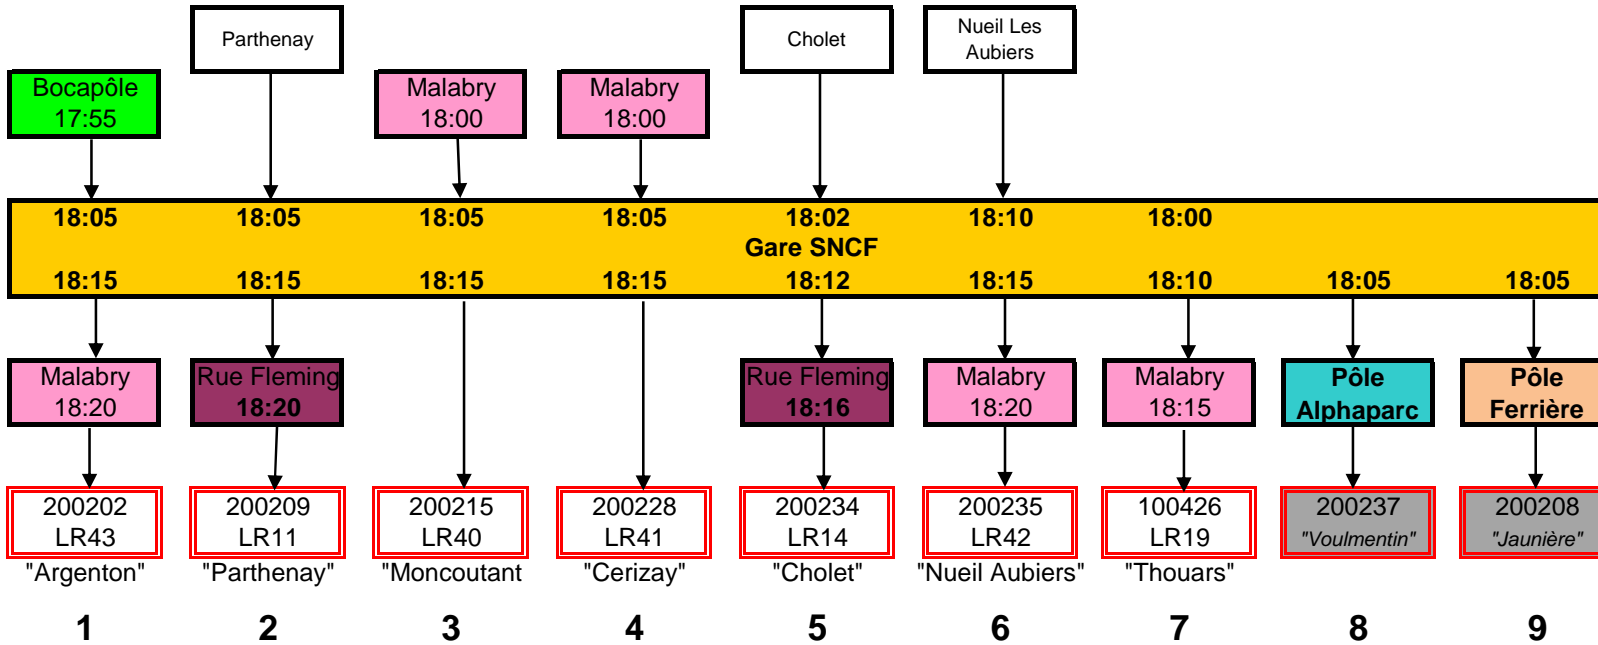 Parthenay
Cholet
Nueil Les
Aubiers
Bocapôle
17:55
Malabry
18:00
Malabry
18:00
18:05 18:05 18:05 18:05 18:02 18:10 18:00
Gare SNCF
18:15 18:15 18:15 18:15 18:12 18:15 18:10 18:05 18:05
Malabry
18:20
Rue Fleming
18:20
Rue Fleming
18:16
Malabry
18:20
Malabry
18:15
Pôle
Alphaparc
Pôle
Ferrière
200202
LR43
200209
LR11
200215
LR40
200228
LR41
200234
LR14
200235
LR42
100426
LR19
200237
"Voulmentin"
200208
"Jaunière"
"Argenton" "Parthenay" "Moncoutant "Cerizay" "Cholet" "Nueil Aubiers" "Thouars"
1 2 3 4 5 6 7 8 9